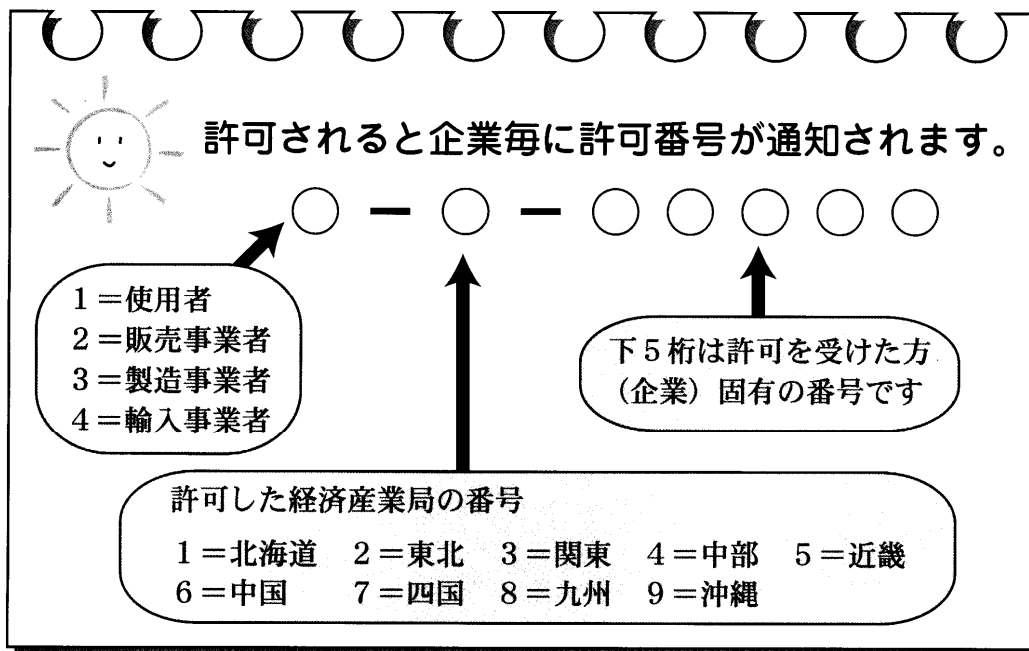 許可されると企業毎に許可番号が通知されます。
○ － ○ － ○ ○ ○ ○ ○
1＝使用者
2＝販売事業者
3＝製造事業者
4＝輸入事業者
下5桁は許可を受けた方
（企業）固有の番号です
許可した経済産業局の番号
1＝北海道 2＝東北 3＝関東 4＝中部 5＝近畿
6＝中国 7＝四国 8＝九州 9＝沖縄